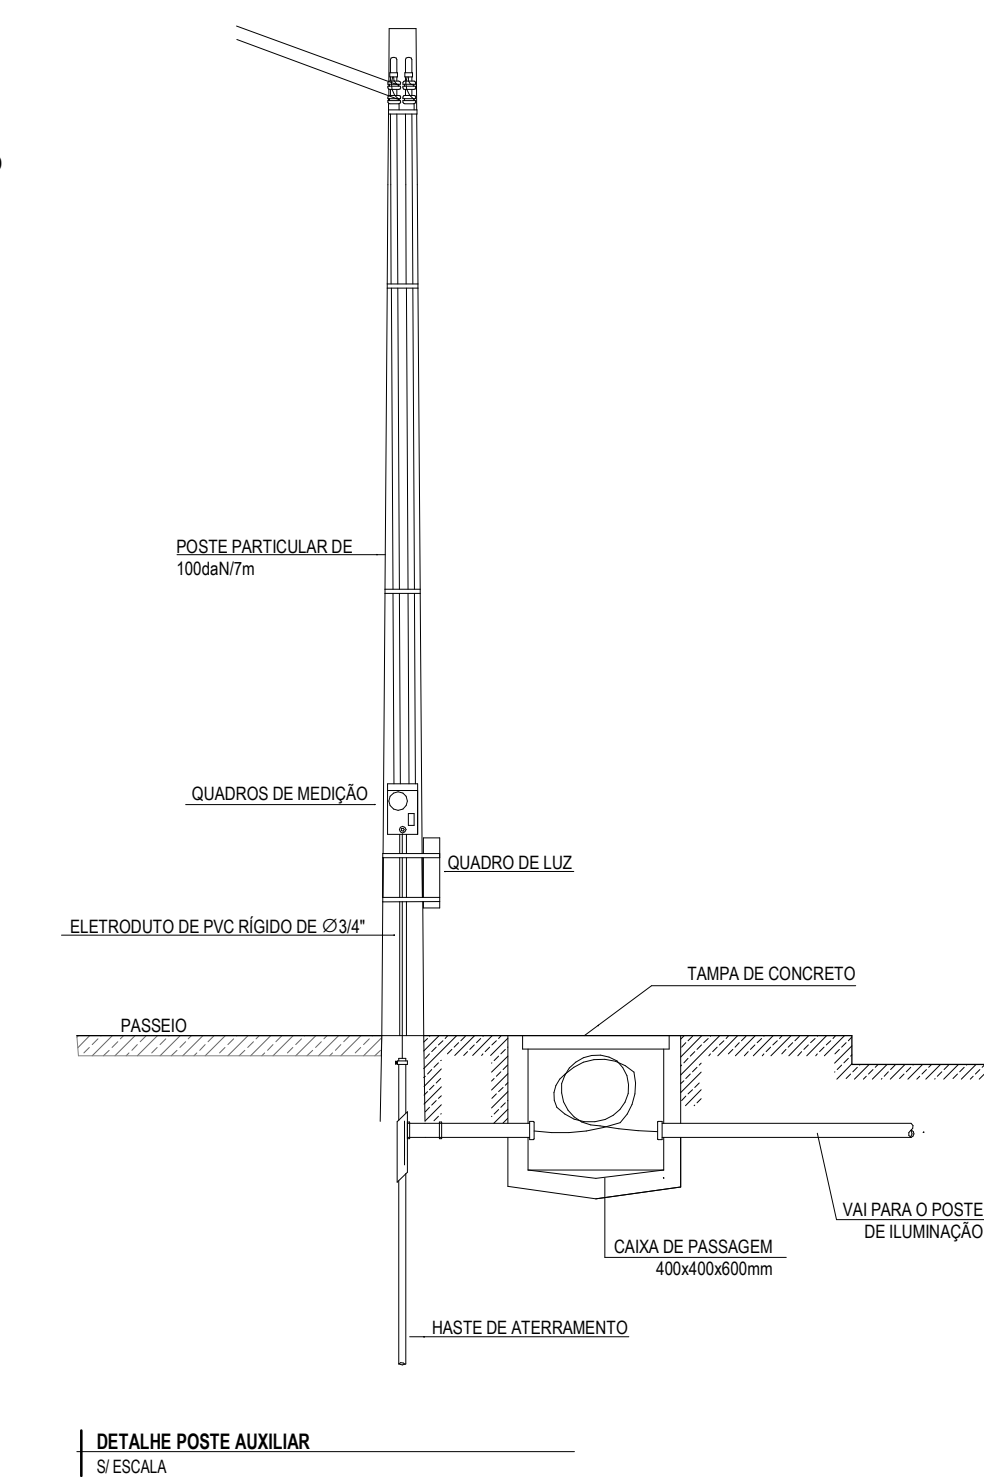 POSTE PARTICULAR DE
100daN/7m
QUADROS DE MEDIÇÃO
QUADRO DE LUZ
ELETRODUTO DE PVC RÍGIDO DE ∅3/4"
TAMPA DE CONCRETO
PASSEIO
VAI PARA O POSTE
DE ILUMINAÇÃO
CAIXA DE PASSAGEM
400x400x600mm
HASTE DE ATERRAMENTO
DETALHE POSTE AUXILIAR
S/ ESCALA